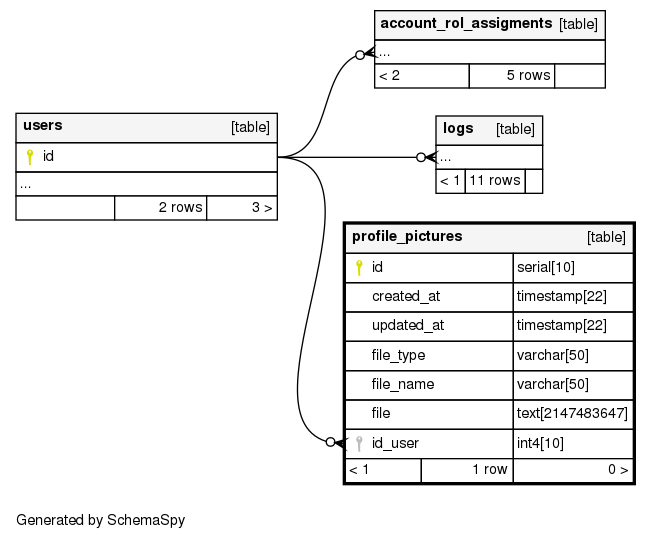 account_rol_assigments [table]
...
< 2 5 rows
users [table]
id
...
2 rows 3 >
logs [table]
...
< 1 11 rows
profile_pictures [table]
id serial[10]
created_at timestamp[22]
updated_at timestamp[22]
file_type varchar[50]
file_name varchar[50]
file text[2147483647]
id_user int4[10]
< 1 1 row 0 >
Generated by SchemaSpy